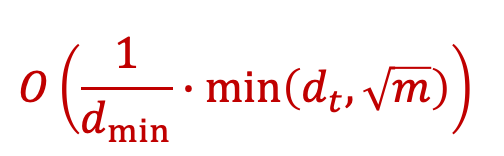 O(1/d_min · min(d_t, √m))